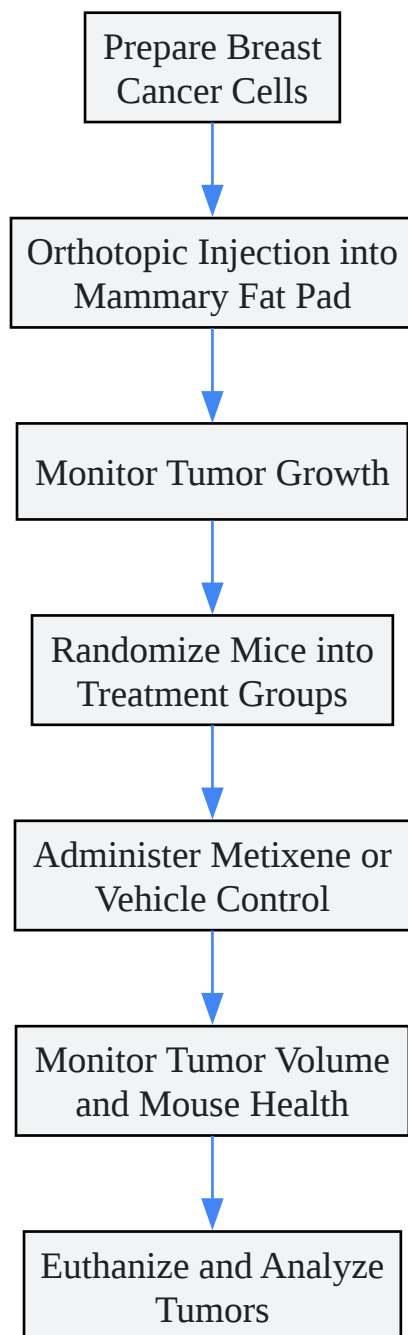 Prepare Breast
Cancer Cells
Orthotopic Injection into
Mammary Fat Pad
Monitor Tumor Growth
Randomize Mice into
Treatment Groups
Administer Metixene or
Vehicle Control
Monitor Tumor Volume
and Mouse Health
Euthanize and Analyze
Tumors